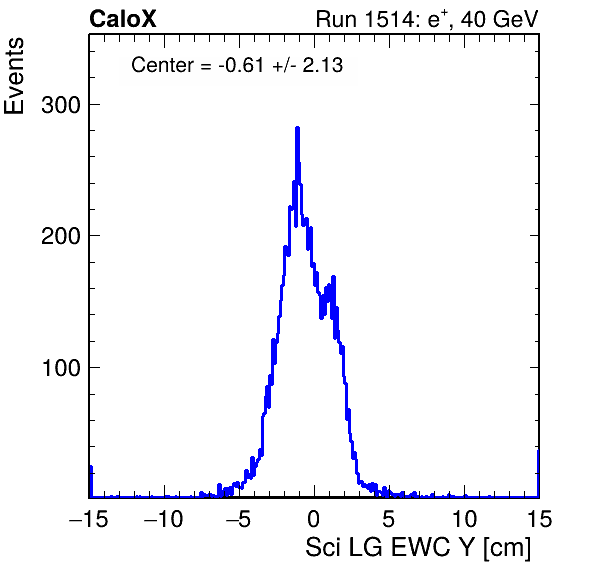 CaloX Run 1514: e⁺, 40 GeV
Center = -0.61 +/- 2.13
Events
300
200
100
−15 −10 −5 0 5 10 15
Sci LG EWC Y [cm]